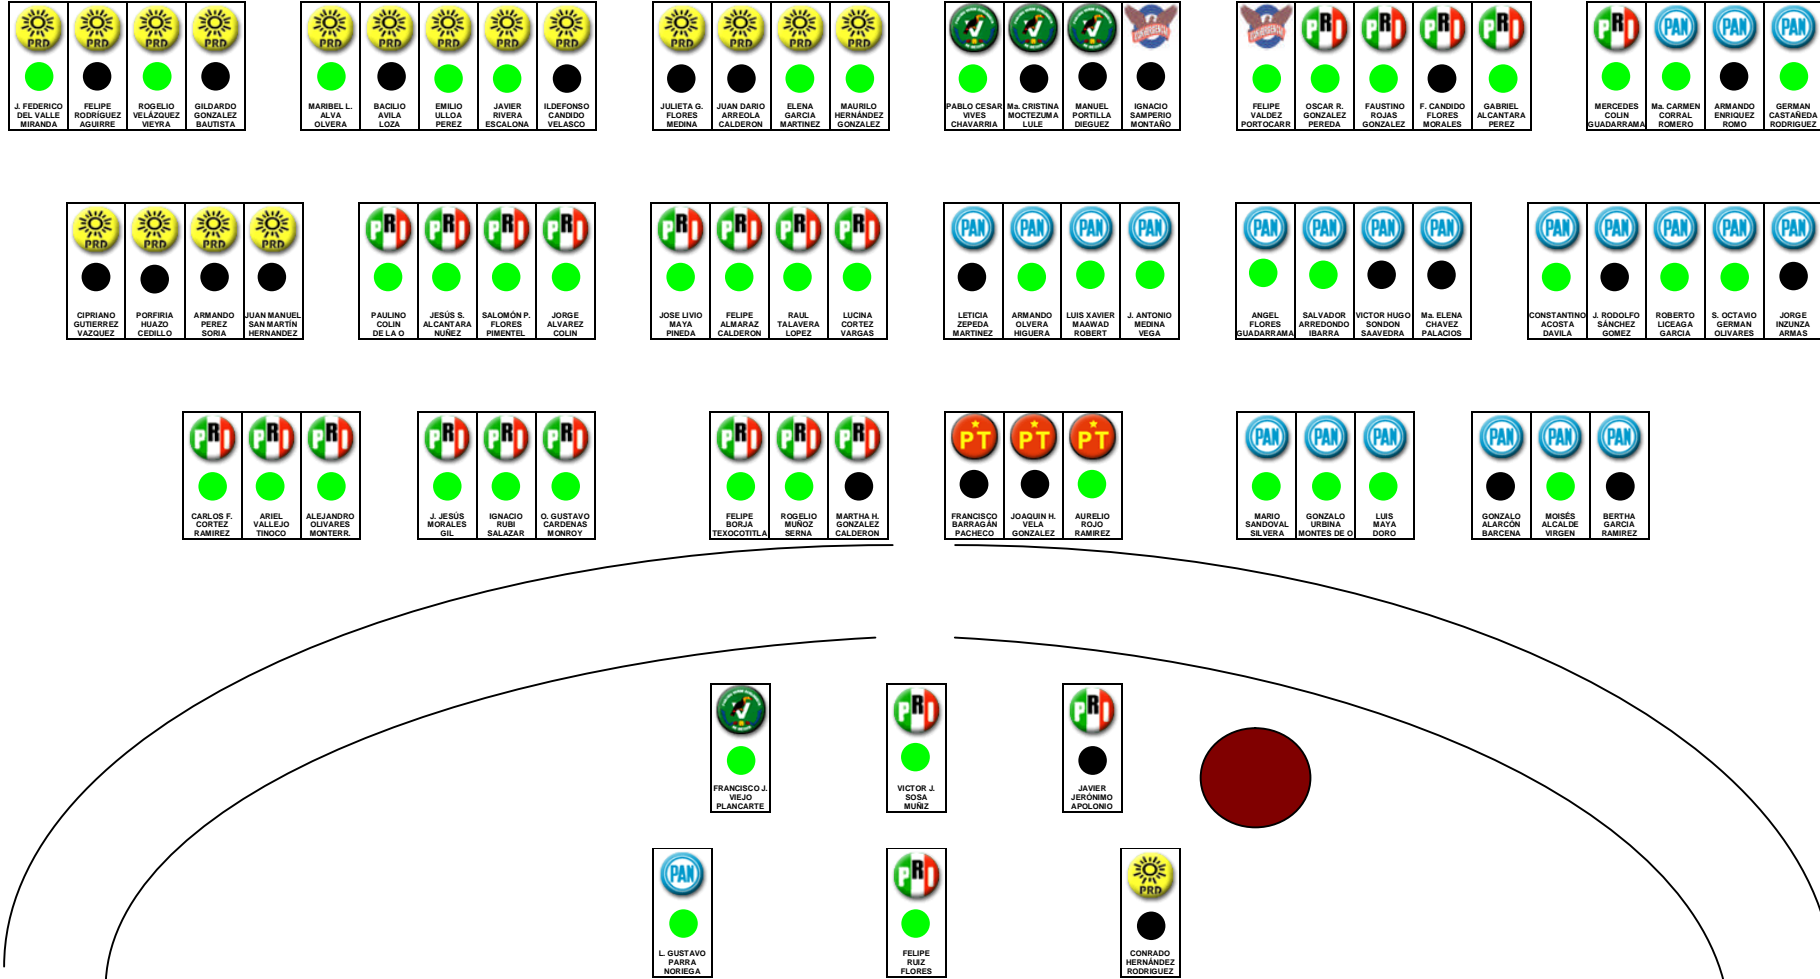 PRD PRD PRD PRD
J. FEDERICO
DEL VALLE
MIRANDA
FELIPE
RODRÍGUEZ
AGUIRRE
ROGELIO
VELÁZQUEZ
VIEYRA
GILDARDO
GONZALEZ
BAUTISTA
PRD PRD PRD PRD PRD
MARIBEL L.
ALVA
OLVERA
BACILIO
AVILA
LOZA
EMILIO
ULLOA
PEREZ
JAVIER
RIVERA
ESCALONA
ILDEFONSO
CANDIDO
VELASCO
PRD PRD PRD PRD
JULIETA G.
FLORES
MEDINA
JUAN DARIO
ARREOLA
CALDERON
ELENA
GARCIA
MARTINEZ
MAURILO
HERNÁNDEZ
GONZALEZ
PABLO CESAR
VIVES
CHAVARRIA
Ma. CRISTINA
MOCTEZUMA
LULE
MANUEL
PORTILLA
DIEGUEZ
IGNACIO
SAMPERIO
MONTAÑO
PRI PRI PRI PRI
FELIPE
VALDEZ
PORTOCARR
OSCAR R.
GONZALEZ
PEREDA
FAUSTINO
ROJAS
GONZALEZ
F. CANDIDO
FLORES
MORALES
GABRIEL
ALCANTARA
PEREZ
PRI PAN PAN PAN
MERCEDES
COLIN
GUADARRAMA
Ma. CARMEN
CORRAL
ROMERO
ARMANDO
ENRIQUEZ
ROMO
GERMAN
CASTAÑEDA
RODRIGUEZ
PRD PRD PRD PRD
CIPRIANO
GUTIERREZ
VAZQUEZ
PORFIRIA
HUAZO
CEDILLO
ARMANDO
PEREZ
SORIA
JUAN MANUEL
SAN MARTÍN
HERNANDEZ
PRI PRI PRI PRI
PAULINO
COLIN
DE LA O
JESÚS S.
ALCANTARA
NUÑEZ
SALOMÓN P.
FLORES
PIMENTEL
JORGE
ALVAREZ
COLIN
PRI PRI PRI PRI
JOSE LIVIO
MAYA
PINEDA
FELIPE
ALMARAZ
CALDERON
RAUL
TALAVERA
LOPEZ
LUCINA
CORTEZ
VARGAS
PAN PAN PAN PAN
LETICIA
ZEPEDA
MARTINEZ
ARMANDO
OLVERA
HIGUERA
LUIS XAVIER
MAAWAD
ROBERT
J. ANTONIO
MEDINA
VEGA
PAN PAN PAN PAN
ANGEL
FLORES
GUADARRAMA
SALVADOR
ARREDONDO
IBARRA
VICTOR HUGO
SONDON
SAAVEDRA
Ma. ELENA
CHAVEZ
PALACIOS
PAN PAN PAN PAN PAN
CONSTANTINO
ACOSTA
DAVILA
J. RODOLFO
SÁNCHEZ
GOMEZ
ROBERTO
LICEAGA
GARCIA
S. OCTAVIO
GERMAN
OLIVARES
JORGE
INZUNZA
ARMAS
PRI PRI PRI
CARLOS F.
CORTEZ
RAMIREZ
ARIEL
VALLEJO
TINOCO
ALEJANDRO
OLIVARES
MONTERR.
PRI PRI PRI
J. JESÚS
MORALES
GIL
IGNACIO
RUBI
SALAZAR
O. GUSTAVO
CARDENAS
MONROY
PRI PRI PRI
FELIPE
BORJA
TEXOCOTITLA
ROGELIO
MUÑOZ
SERNA
MARTHA H.
GONZALEZ
CALDERON
PT PT PT
FRANCISCO
BARRAGÁN
PACHECO
JOAQUIN H.
VELA
GONZALEZ
AURELIO
ROJO
RAMIREZ
PAN PAN PAN
MARIO
SANDOVAL
SILVERA
GONZALO
URBINA
MONTES DE O
LUIS
MAYA
DORO
PAN PAN PAN
GONZALO
ALARCÓN
BARCENA
MOISÉS
ALCALDE
VIRGEN
BERTHA
GARCIA
RAMIREZ
FRANCISCO J.
VIEJO
PLANCARTE
PRI
VICTOR J.
SOSA
MUÑIZ
PRI
JAVIER
JERÓNIMO
APOLONIO
PAN
L. GUSTAVO
PARRA
NORIEGA
PRI
FELIPE
RUIZ
FLORES
PRD
CONRADO
HERNÁNDEZ
RODRIGUEZ